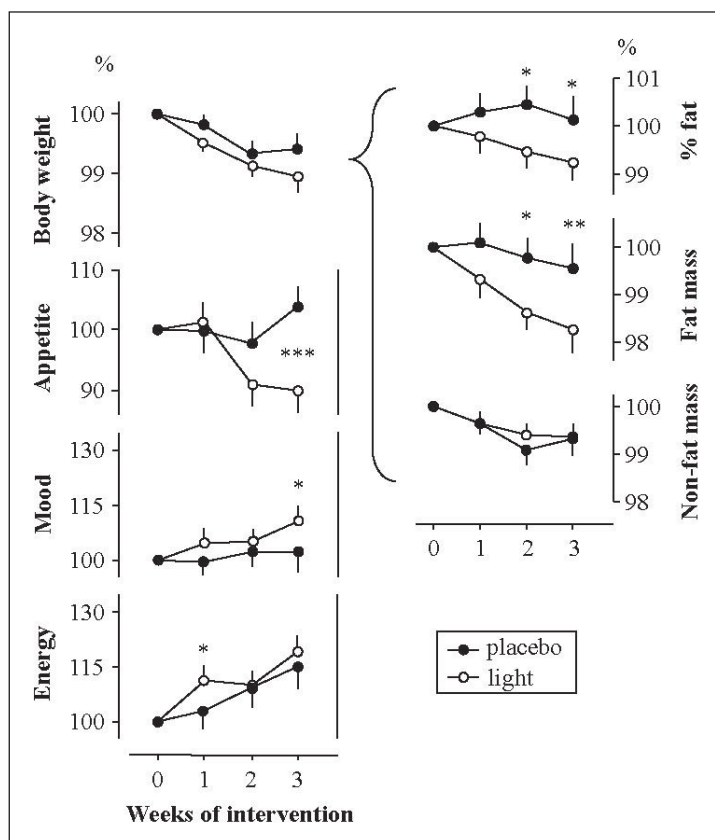 %
100
99
98
Body weight
110
100
90
Appetite
***
130
115
100
Mood
*
130
115
100
Energy
*
0 1 2 3
Weeks of intervention
%
101
100
99
% fat
* *
100
99
98
Fat mass
* **
100
99
98
Non-fat mass
0 1 2 3
placebo
light